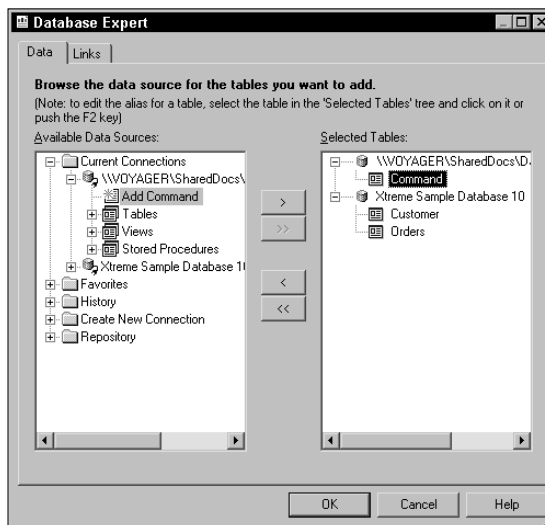 Database Expert
Data
Links
Browse the data source for the tables you want to add.
(Note: to edit the alias for a table, select the table in the 'Selected Tables' tree and click on it or
push the F2 key)
Available Data Sources:
Selected Tables:
Current Connections
\\VOYAGER\SharedDocs\
Add Command
Tables
Views
Stored Procedures
Xtreme Sample Database 10
Favorites
History
Create New Connection
Repository
>
>>
<
<<
\\VOYAGER\SharedDocs\D
Command
Xtreme Sample Database 10
Customer
Orders
OK
Cancel
Help